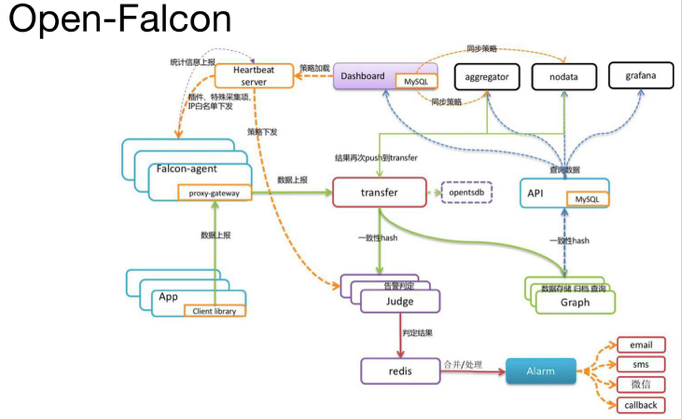 Open-Falcon
同步策略
统计信息上报
Heartbeat
server
策略加载
Dashboard
MySQL
aggregator
nodata
grafana
插件、特殊采集项、
IP白名单下发
同步策略
策略下发
结果再次push到transfer
查询数据
Falcon-agent
proxy-gateway
数据上报
transfer
opentsdb
API
MySQL
数据上报
一致性hash
一致性hash
App
Client library
告警判定
Judge
数据存储 归档 查询
Graph
判定结果
redis
合并/处理
Alarm
email
sms
微信
callback